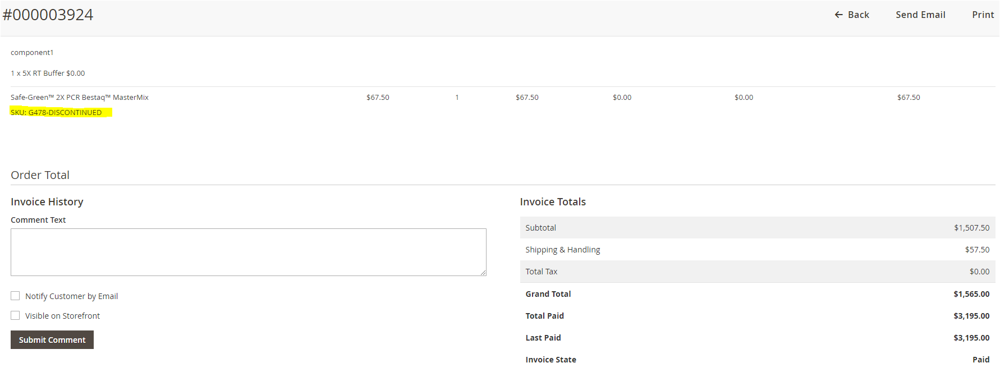 #000003924
← Back Send Email Print
component1
1 x 5X RT Buffer $0.00
Safe-Green™ 2X PCR Bestaq™ MasterMix $67.50 1 $67.50 $0.00 $0.00 $67.50
SKU: G478-DISCONTINUED
Order Total
Invoice History
Comment Text
Notify Customer by Email
Visible on Storefront
Submit Comment
Invoice Totals
Subtotal $1,507.50
Shipping & Handling $57.50
Total Tax $0.00
Grand Total $1,565.00
Total Paid $3,195.00
Last Paid $3,195.00
Invoice State Paid